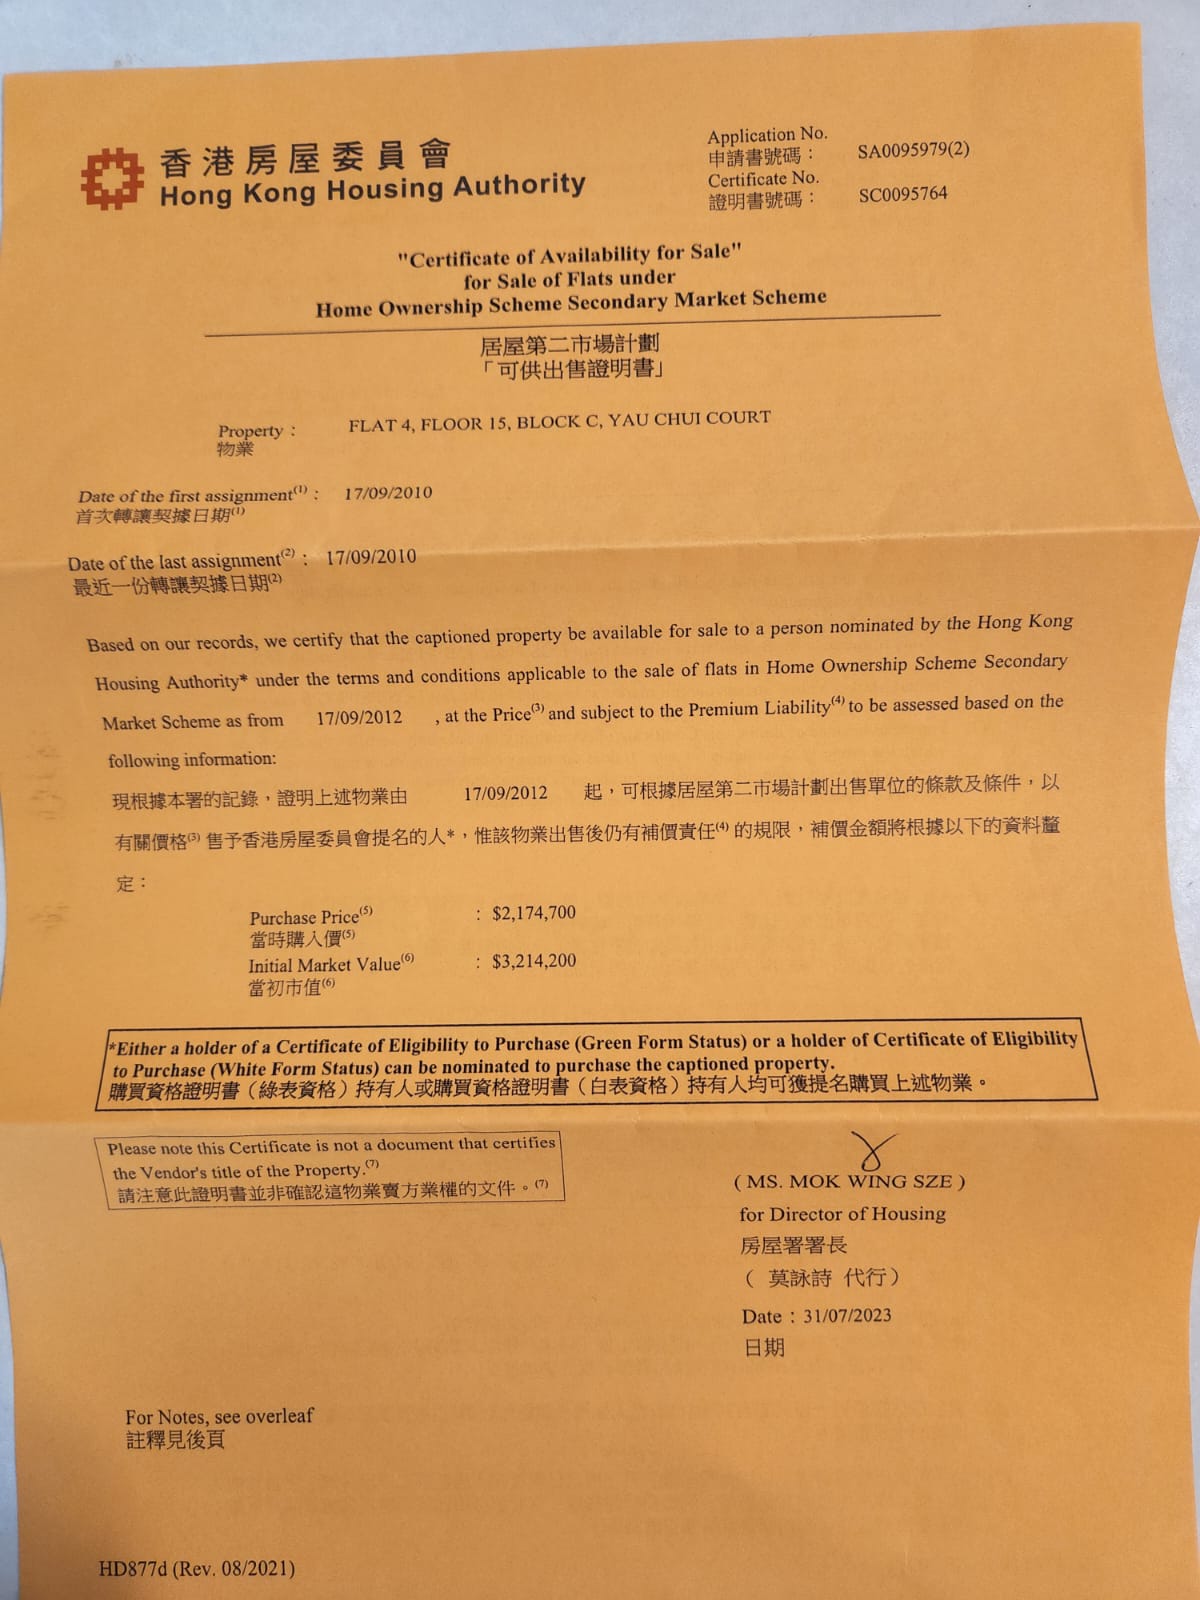 香港房屋委員會
Hong Kong Housing Authority
Application No.
申請書號碼： SA0095979(2)
Certificate No.
證明書號碼： SC0095764
"Certificate of Availability for Sale"
for Sale of Flats under
Home Ownership Scheme Secondary Market Scheme
居屋第二市場計劃
「可供出售證明書」
Property : FLAT 4, FLOOR 15, BLOCK C, YAU CHUI COURT
物業
Date of the first assignment(1) : 17/09/2010
首次轉讓契據日期(1)
Date of the last assignment(2) : 17/09/2010
最近一份轉讓契據日期(2)
Based on our records, we certify that the captioned property be available for sale to a person nominated by the Hong Kong
Housing Authority* under the terms and conditions applicable to the sale of flats in Home Ownership Scheme Secondary
Market Scheme as from 17/09/2012 , at the Price(3) and subject to the Premium Liability(4) to be assessed based on the
following information:
現根據本署的記錄，證明上述物業由 17/09/2012 起，可根據居屋第二市場計劃出售單位的條款及條件，以
有關價格(3) 售予香港房屋委員會提名的人*，惟該物業出售後仍有補價責任(4) 的規限，補價金額將根據以下的資料釐
定：
Purchase Price(5) : $2,174,700
當時購入價(5)
Initial Market Value(6) : $3,214,200
當初市值(6)
*Either a holder of a Certificate of Eligibility to Purchase (Green Form Status) or a holder of Certificate of Eligibility
to Purchase (White Form Status) can be nominated to purchase the captioned property.
購買資格證明書（綠表資格）持有人或購買資格證明書（白表資格）持有人均可獲提名購買上述物業。
Please note this Certificate is not a document that certifies
the Vendor's title of the Property.(7)
請注意此證明書並非確認這物業賣方業權的文件。(7)
( MS. MOK WING SZE )
for Director of Housing
房屋署署長
（ 莫詠詩 代行）
Date : 31/07/2023
日期
For Notes, see overleaf
註釋見後頁
HD877d (Rev. 08/2021)